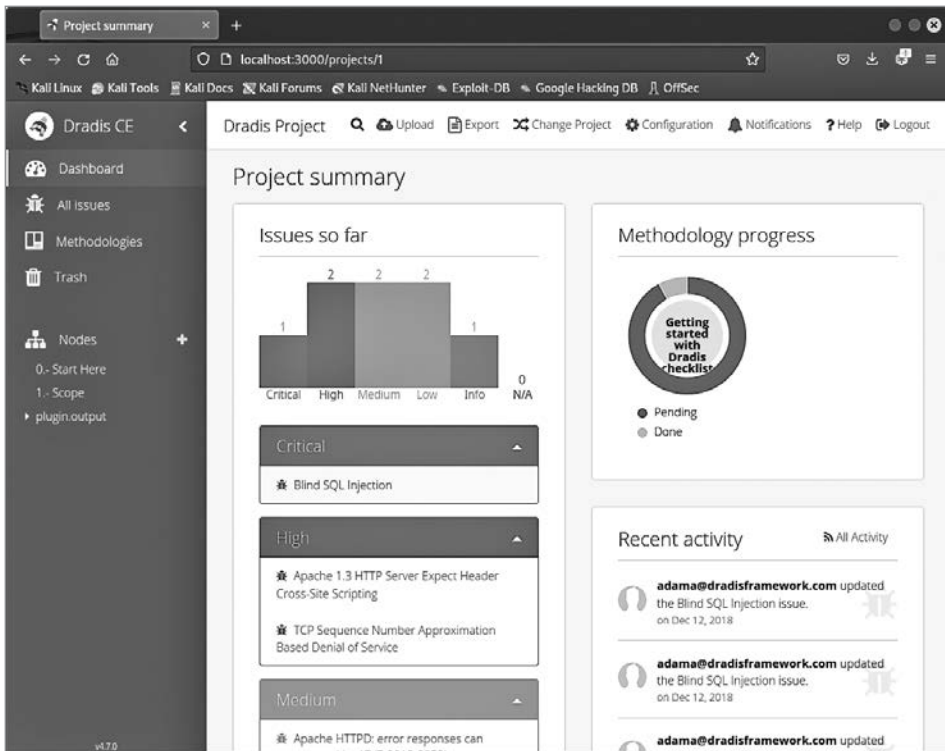 Project summary
localhost:3000/projects/1
Kali Linux Kali Tools Kali Docs Kali Forums Kali NetHunter Exploit-DB Google Hacking DB OffSec
Dradis CE
Dashboard
All issues
Methodologies
Trash
Nodes
0.- Start Here
1.- Scope
plugin.output
v4.7.0
Dradis Project Upload Export Change Project Configuration Notifications ? Help Logout
Project summary
Issues so far
1 2 2 2 1 0
Critical High Medium Low Info N/A
Critical
Blind SQL Injection
High
Apache 1.3 HTTP Server Expect Header
Cross-Site Scripting
TCP Sequence Number Approximation
Based Denial of Service
Medium
Apache HTTPD: error responses can
Methodology progress
Getting
started
with
Dradis
checklist
Pending
Done
Recent activity
All Activity
adama@dradisframework.com updated
the Blind SQL Injection issue.
on Dec 12, 2018
adama@dradisframework.com updated
the Blind SQL Injection issue.
on Dec 12, 2018
adama@dradisframework.com updated